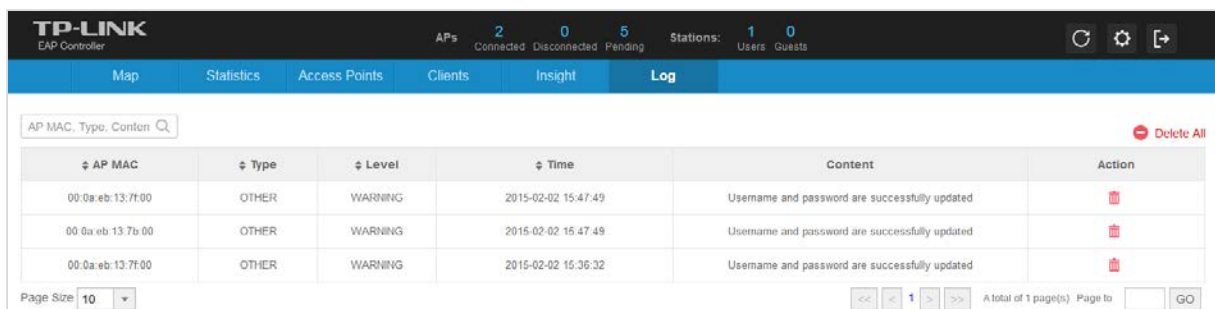 TP-LINK
EAP Controller
APs 2 Connected 0 Disconnected 5 Pending Stations: 1 Users 0 Guests
Map Statistics Access Points Clients Insight Log
AP MAC, Type, Conten
Delete All
AP MAC Type Level Time Content Action
00:0a:eb:13:7f:00 OTHER WARNING 2015-02-02 15:47:49 Username and password are successfully updated
00:0a:eb:13:7b:00 OTHER WARNING 2015-02-02 15:47:49 Username and password are successfully updated
00:0a:eb:13:7f:00 OTHER WARNING 2015-02-02 15:36:32 Username and password are successfully updated
Page Size 10 << < 1 > >> A total of 1 page(s) Page to GO